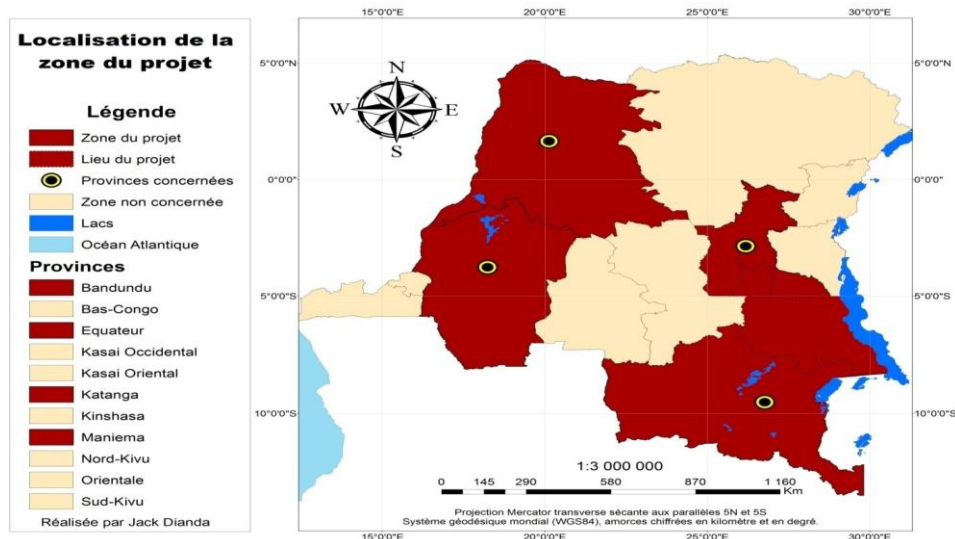 Localisation de la
zone du projet
Légende
Zone du projet
Lieu du projet
Provinces concernées
Zone non concernée
Lacs
Océan Atlantique
Provinces
Bandundu
Bas-Congo
Equateur
Kasai Occidental
Kasai Oriental
Katanga
Kinshasa
Maniema
Nord-Kivu
Orientale
Sud-Kivu
Réalisée par Jack Dianda
15°0'0"E 20°0'0"E 25°0'0"E 30°0'0"E
5°0'0"N 5°0'0"N
N
W E
S
0°0'0"N 0°0'0"N
5°0'0"S 5°0'0"S
10°0'0"S 10°0'0"S
1:3 000 000
0 145 290 580 870 1 160
Km
Projection Mercator transverse sécante aux parallèles 5N et 5S
Système géodésique mondial (WGS84), amorces chiffrées en kilomètre et en degré.
15°0'0"E 20°0'0"E 25°0'0"E 30°0'0"E